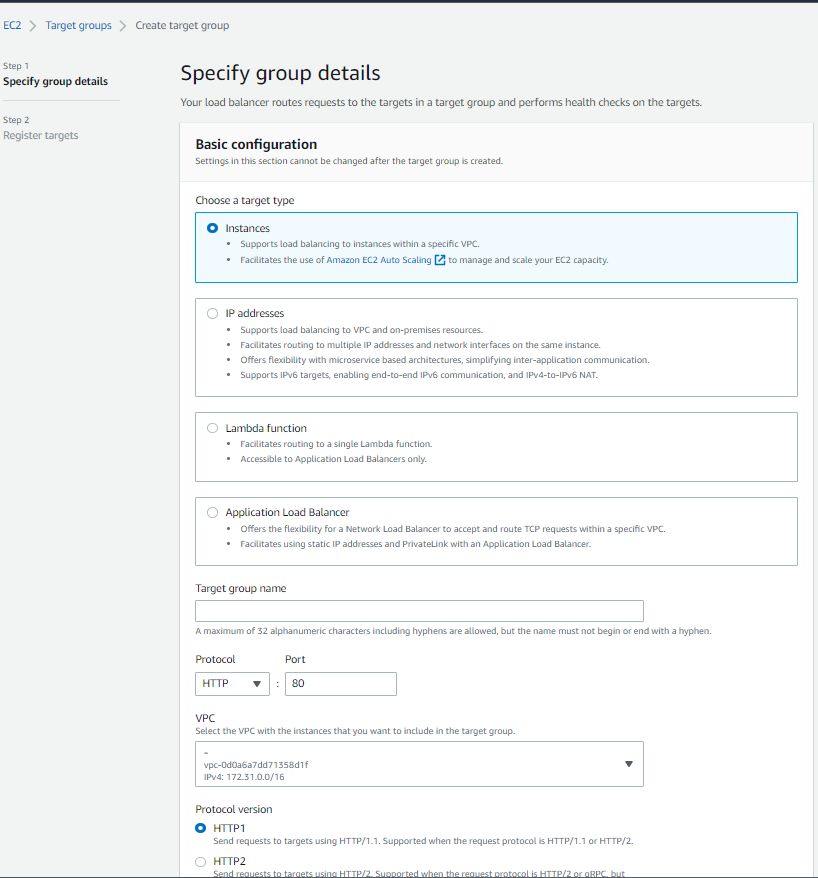 EC2 > Target groups > Create target group
Step 1
Specify group details
Step 2
Register targets
Specify group details
Your load balancer routes requests to the targets in a target group and performs health checks on the targets.
Basic configuration
Settings in this section cannot be changed after the target group is created.
Choose a target type
Instances
• Supports load balancing to instances within a specific VPC.
• Facilitates the use of Amazon EC2 Auto Scaling to manage and scale your EC2 capacity.
IP addresses
• Supports load balancing to VPC and on-premises resources.
• Facilitates routing to multiple IP addresses and network interfaces on the same instance.
• Offers flexibility with microservice based architectures, simplifying inter-application communication.
• Supports IPv6 targets, enabling end-to-end IPv6 communication, and IPv4-to-IPv6 NAT.
Lambda function
• Facilitates routing to a single Lambda function.
• Accessible to Application Load Balancers only.
Application Load Balancer
• Offers the flexibility for a Network Load Balancer to accept and route TCP requests within a specific VPC.
• Facilitates using static IP addresses and PrivateLink with an Application Load Balancer.
Target group name
A maximum of 32 alphanumeric characters including hyphens are allowed, but the name must not begin or end with a hyphen.
Protocol Port
HTTP : 80
VPC
Select the VPC with the instances that you want to include in the target group.
-
vpc-0d0a6a7dd71358d1f
IPv4: 172.31.0.0/16
Protocol version
HTTP1
Send requests to targets using HTTP/1.1. Supported when the request protocol is HTTP/1.1 or HTTP/2.
HTTP2
Send requests to targets using HTTP/2. Supported when the request protocol is HTTP/2 or gRPC, but